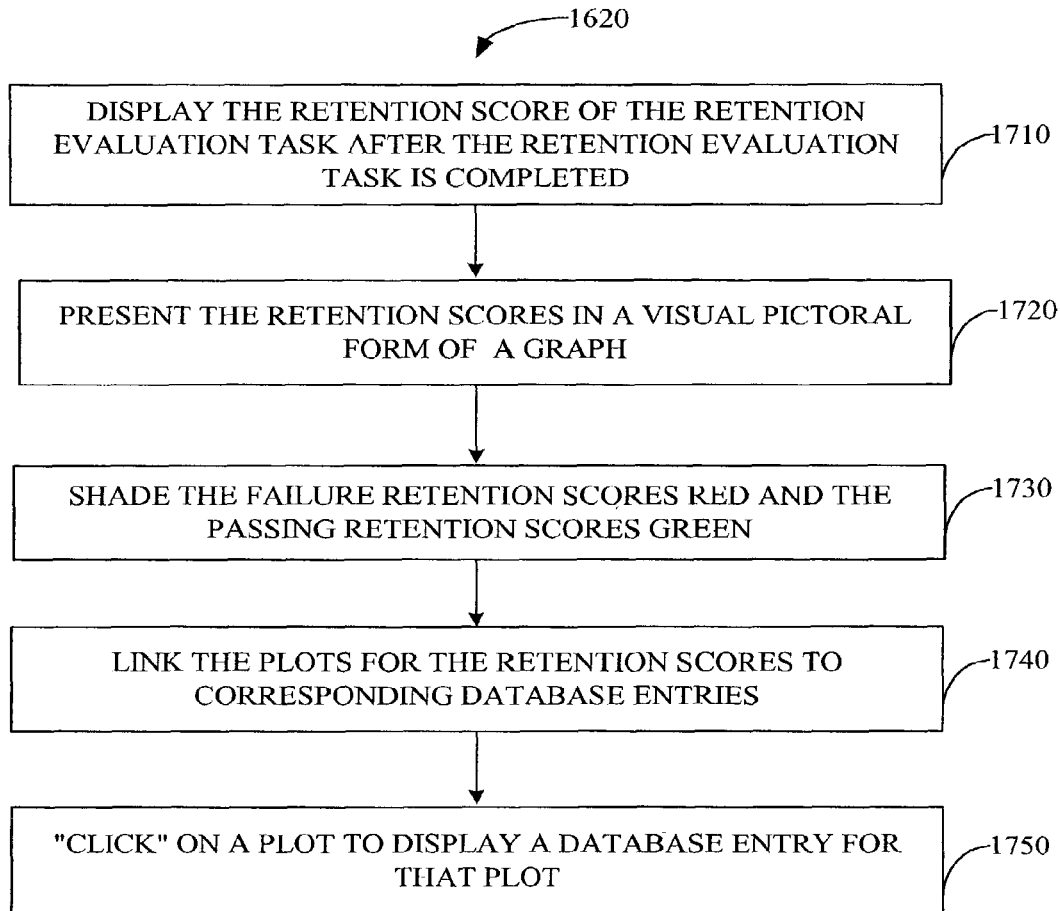 1620
DISPLAY THE RETENTION SCORE OF THE RETENTION
EVALUATION TASK AFTER THE RETENTION EVALUATION
TASK IS COMPLETED
1710
PRESENT THE RETENTION SCORES IN A VISUAL PICTORAL
FORM OF A GRAPH
1720
SHADE THE FAILURE RETENTION SCORES RED AND THE
PASSING RETENTION SCORES GREEN
1730
LINK THE PLOTS FOR THE RETENTION SCORES TO
CORRESPONDING DATABASE ENTRIES
1740
"CLICK" ON A PLOT TO DISPLAY A DATABASE ENTRY FOR
THAT PLOT
1750